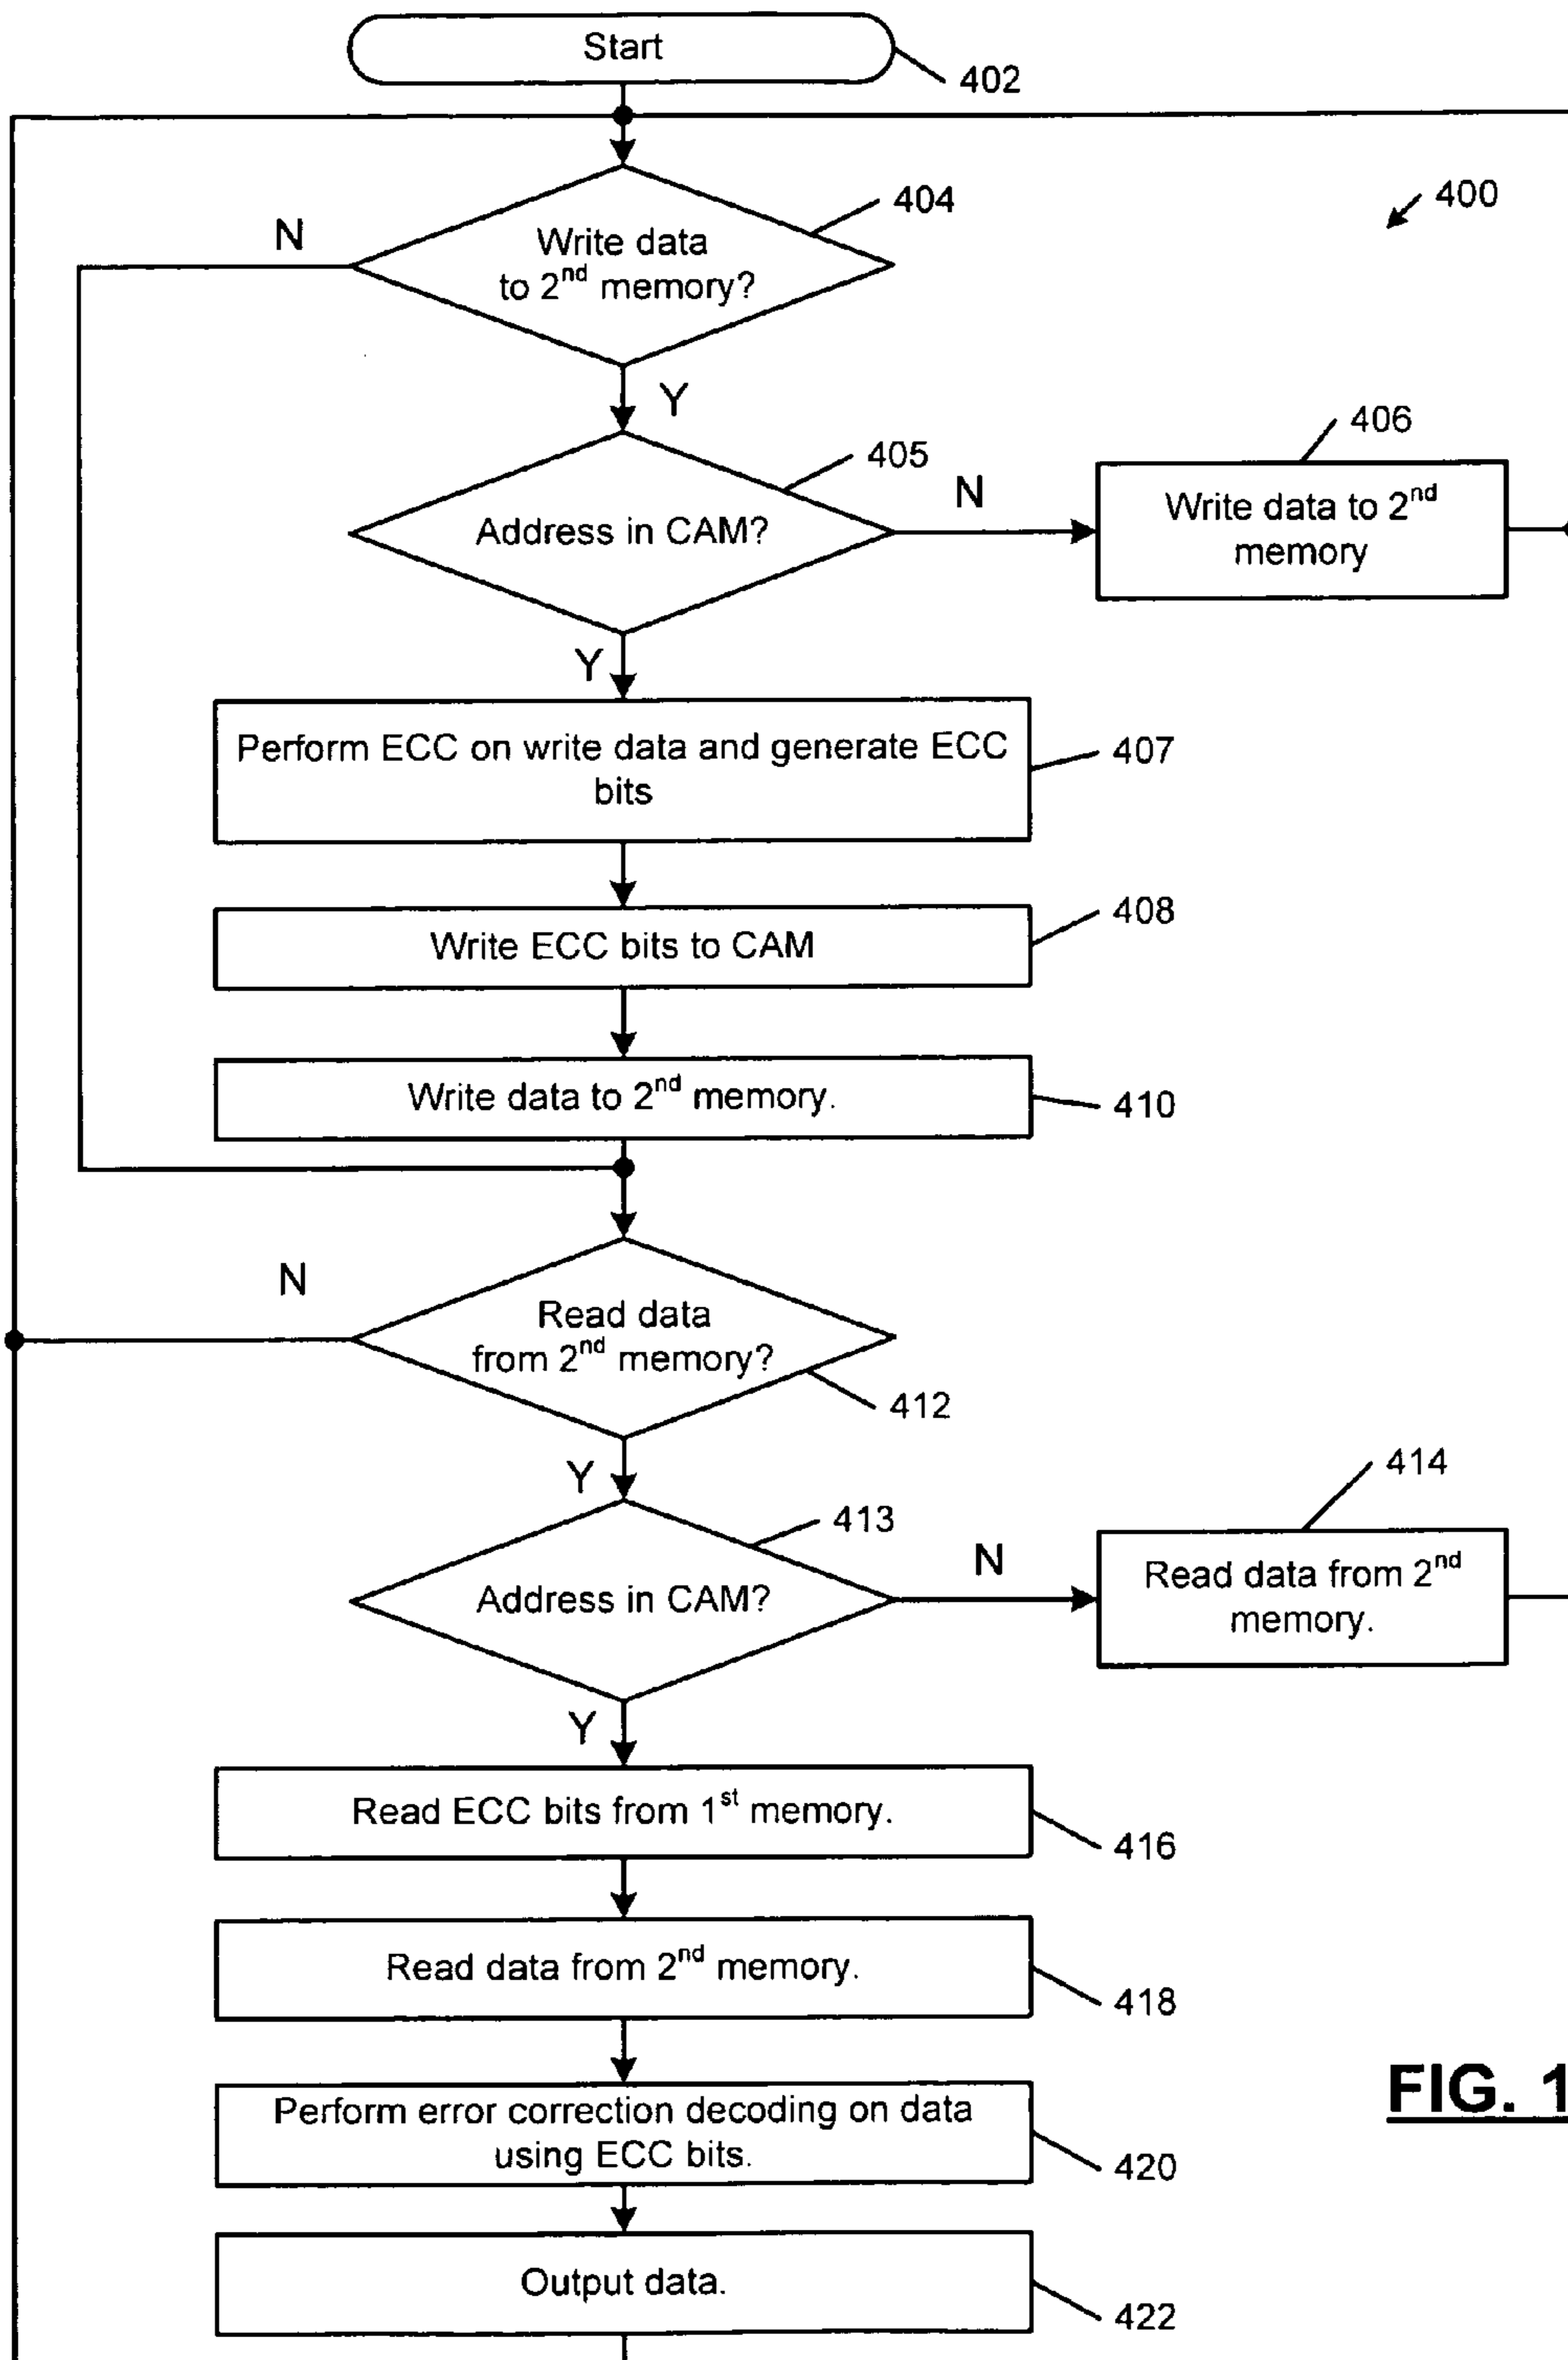 Start
402
404
400
N
Write data
to 2nd memory?
Y
405
406
Address in CAM?
N
Write data to 2nd
memory
Y
Perform ECC on write data and generate ECC
bits
407
Write ECC bits to CAM
408
Write data to 2nd memory.
410
N
Read data
from 2nd memory?
412
Y
413
414
Address in CAM?
N
Read data from 2nd
memory.
Y
Read ECC bits from 1st memory.
416
Read data from 2nd memory.
418
Perform error correction decoding on data
using ECC bits.
420
FIG. 1
Output data.
422